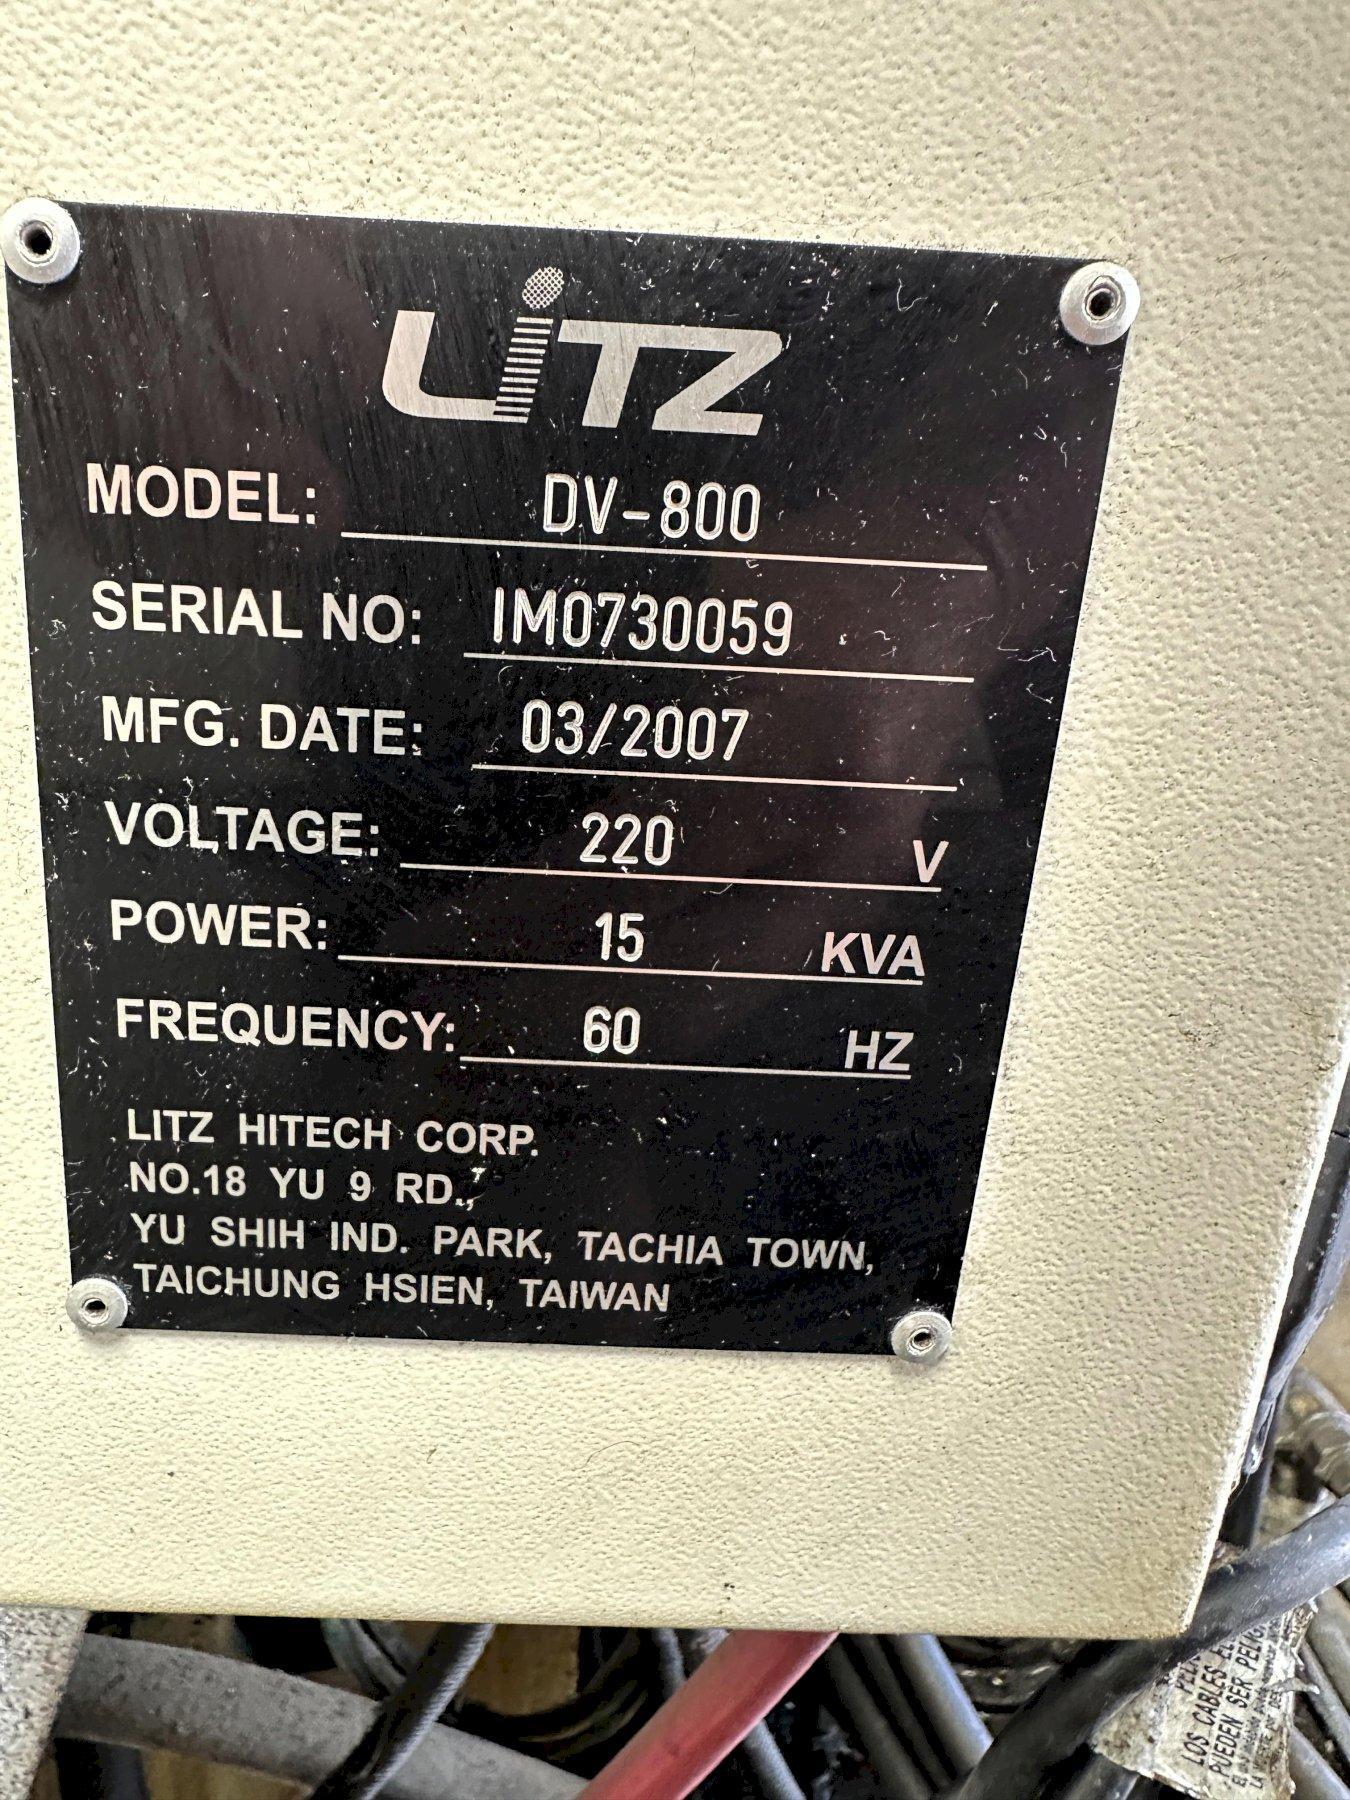 LiTZ
MODEL: DV-800
SERIAL NO: IM0730059
MFG. DATE: 03/2007
VOLTAGE: 220 V
POWER: 15 KVA
FREQUENCY: 60 HZ
LITZ HITECH CORP.
NO.18 YU 9 RD.,
YU SHIH IND. PARK, TACHIA TOWN,
TAICHUNG HSIEN, TAIWAN
LOS CABLES
PUEDEN SER